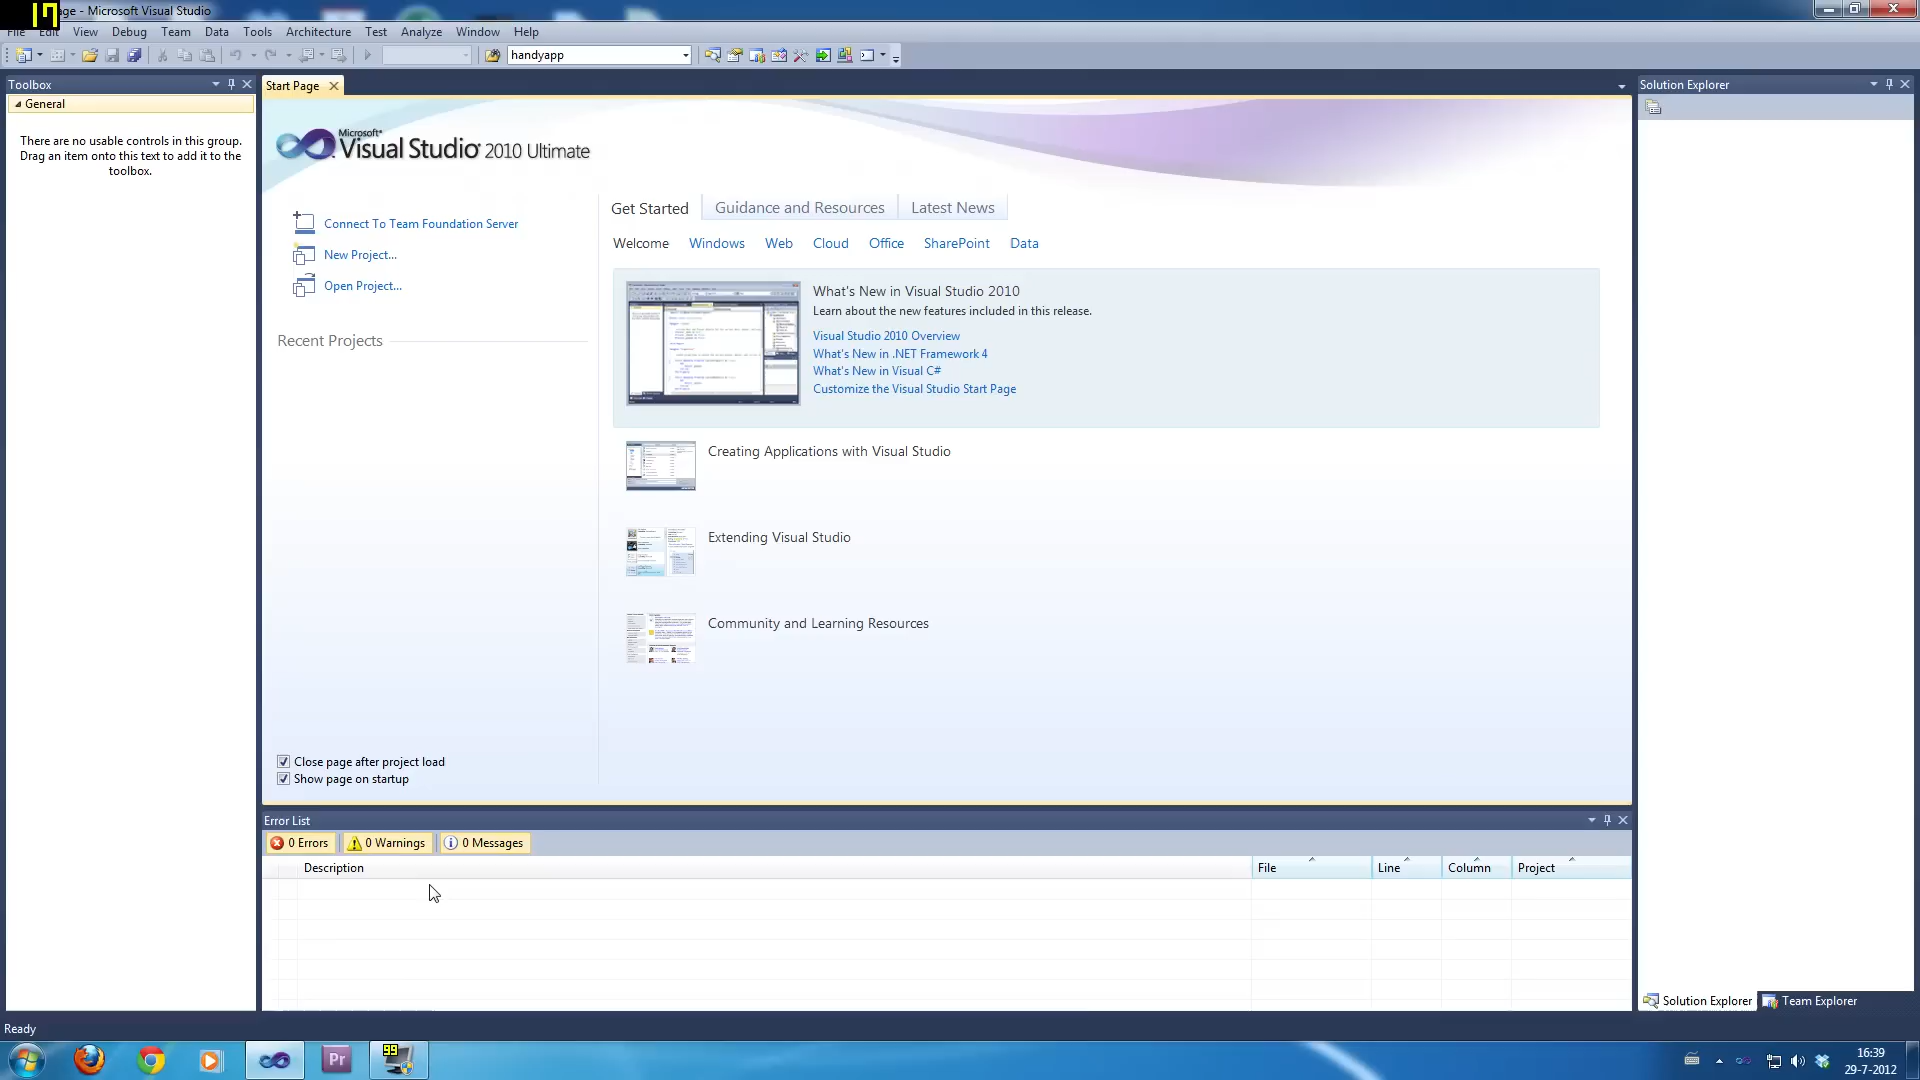 17
age - Microsoft Visual Studio
File Edit View Debug Team Data Tools Architecture Test Analyze Window Help
handyapp
Toolbox
General
There are no usable controls in this group.
Drag an item onto this text to add it to the
toolbox.
Start Page
Microsoft
Visual Studio 2010 Ultimate
Connect To Team Foundation Server
New Project...
Open Project...
Recent Projects
Close page after project load
Show page on startup
Get Started Guidance and Resources Latest News
Welcome Windows Web Cloud Office SharePoint Data
What's New in Visual Studio 2010
Learn about the new features included in this release.
Visual Studio 2010 Overview
What's New in .NET Framework 4
What's New in Visual C#
Customize the Visual Studio Start Page
Creating Applications with Visual Studio
Extending Visual Studio
Community and Learning Resources
Error List
0 Errors 0 Warnings 0 Messages
Description File Line Column Project
Solution Explorer
Solution Explorer Team Explorer
Ready
Pr
99
16:39
29-7-2012